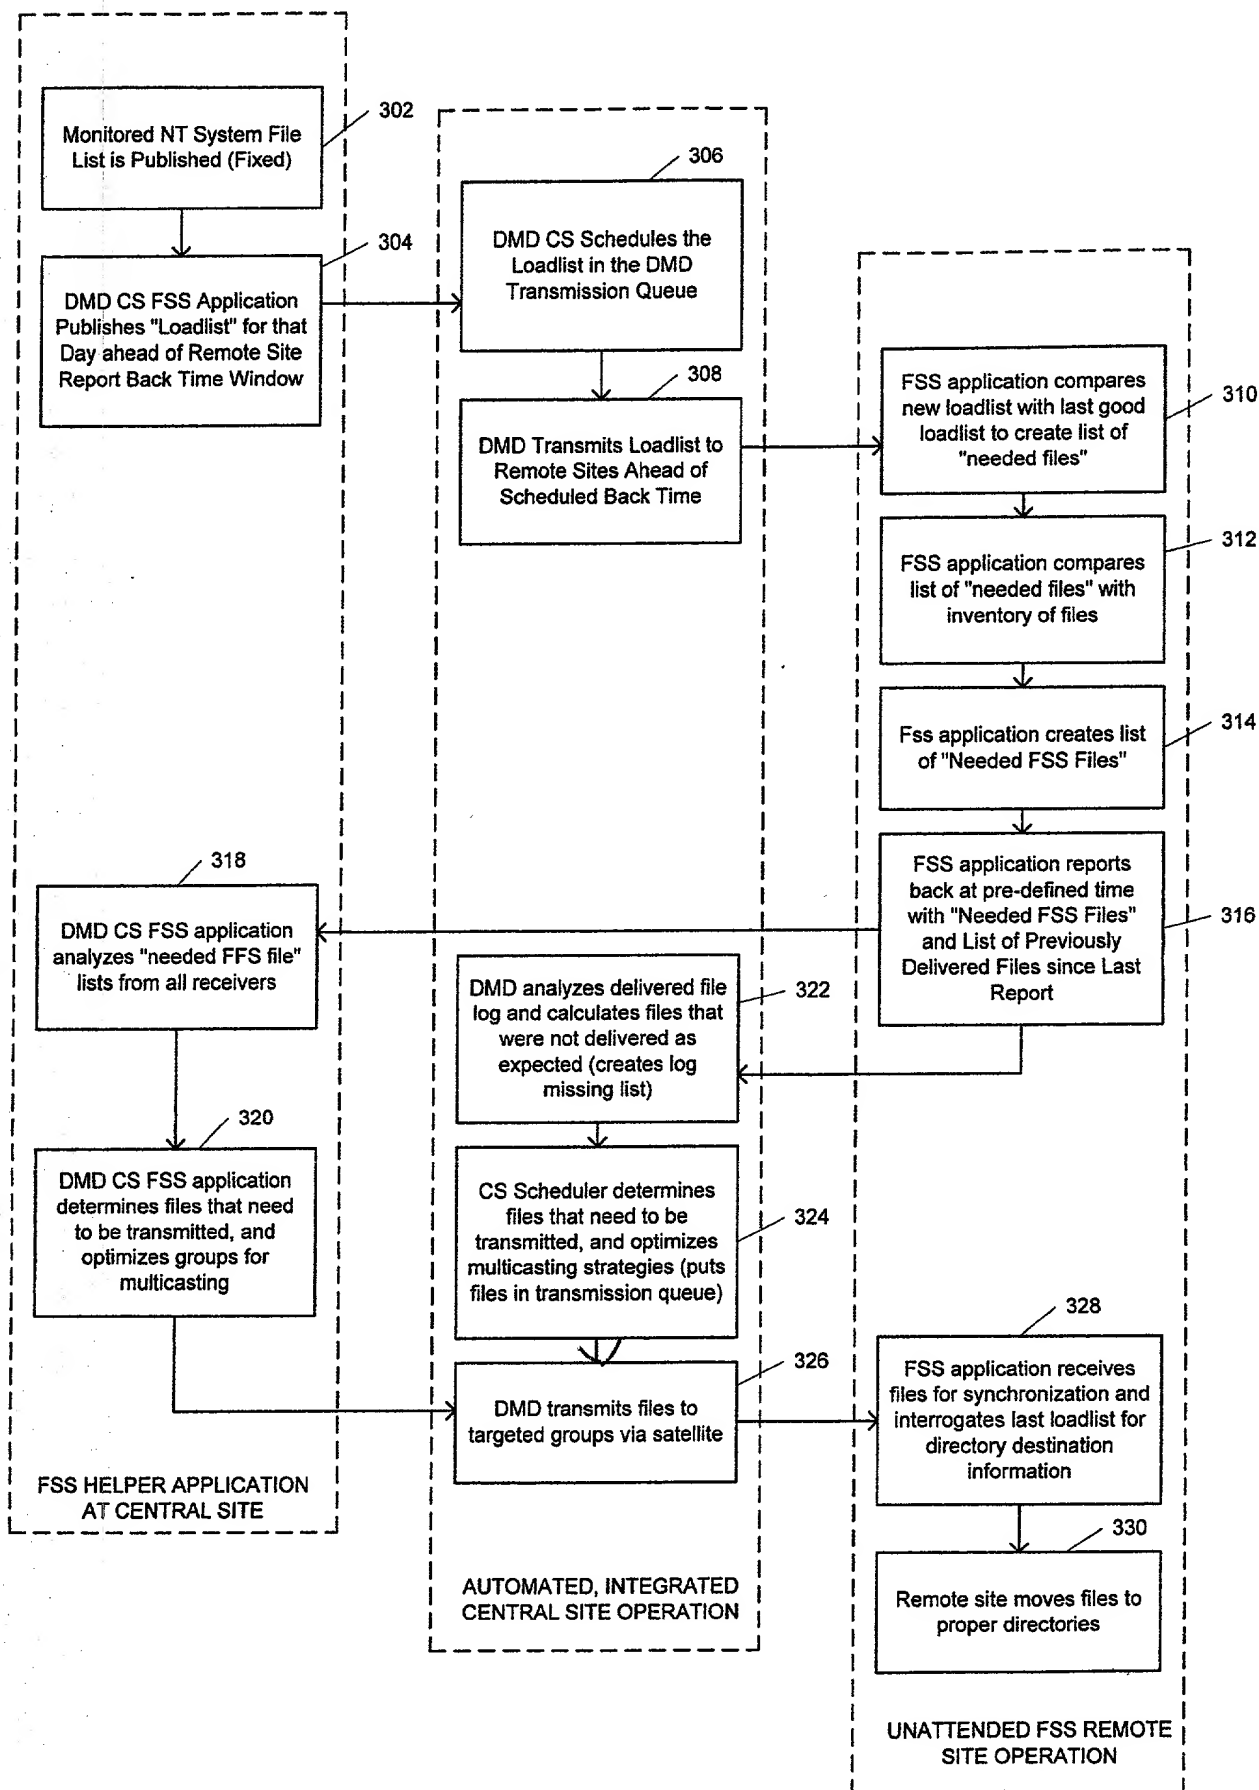 302
Monitored NT System File
List is Published (Fixed)
304
DMD CS FSS Application
Publishes "Loadlist" for that
Day ahead of Remote Site
Report Back Time Window
306
DMD CS Schedules the
Loadlist in the DMD
Transmission Queue
308
DMD Transmits Loadlist to
Remote Sites Ahead of
Scheduled Back Time
310
FSS application compares
new loadlist with last good
loadlist to create list of
"needed files"
312
FSS application compares
list of "needed files" with
inventory of files
314
Fss application creates list
of "Needed FSS Files"
316
FSS application reports
back at pre-defined time
with "Needed FSS Files"
and List of Previously
Delivered Files since Last
Report
318
DMD CS FSS application
analyzes "needed FFS file"
lists from all receivers
320
DMD CS FSS application
determines files that need
to be transmitted, and
optimizes groups for
multicasting
322
DMD analyzes delivered file
log and calculates files that
were not delivered as
expected (creates log
missing list)
324
CS Scheduler determines
files that need to be
transmitted, and optimizes
multicasting strategies (puts
files in transmission queue)
326
DMD transmits files to
targeted groups via satellite
328
FSS application receives
files for synchronization and
interrogates last loadlist for
directory destination
information
330
Remote site moves files to
proper directories
FSS HELPER APPLICATION
AT CENTRAL SITE
AUTOMATED, INTEGRATED
CENTRAL SITE OPERATION
UNATTENDED FSS REMOTE
SITE OPERATION